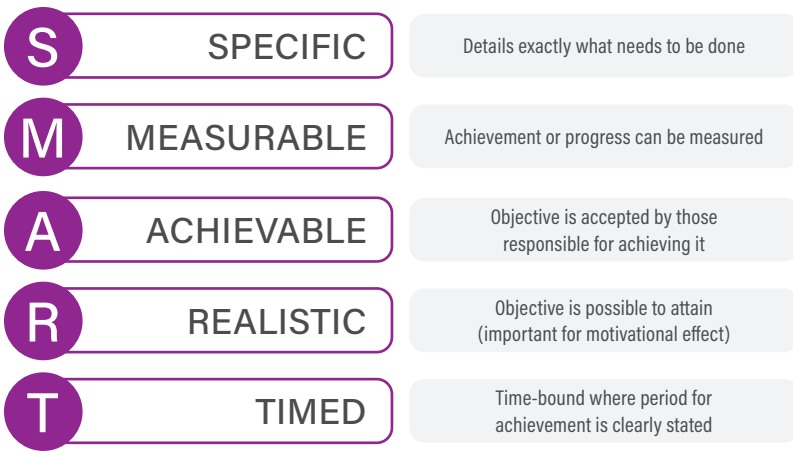 S
SPECIFIC
Details exactly what needs to be done
M
MEASURABLE
Achievement or progress can be measured
A
ACHIEVABLE
Objective is accepted by those
responsible for achieving it
R
REALISTIC
Objective is possible to attain
(important for motivational effect)
T
TIMED
Time-bound where period for
achievement is clearly stated